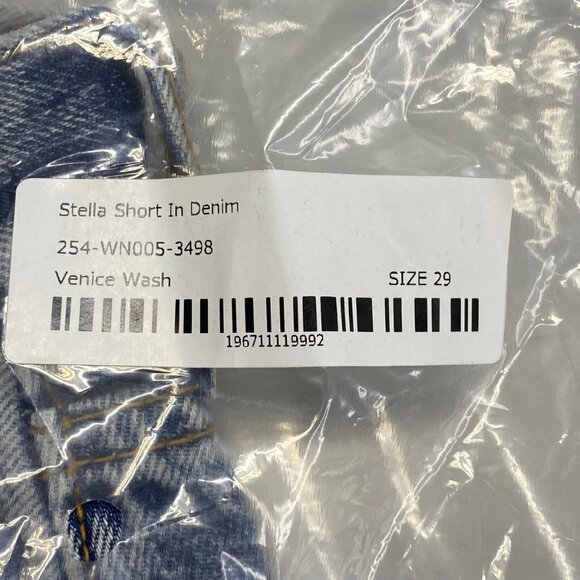 Stella Short In Denim
254-WN005-3498
Venice Wash SIZE 29
196711119992